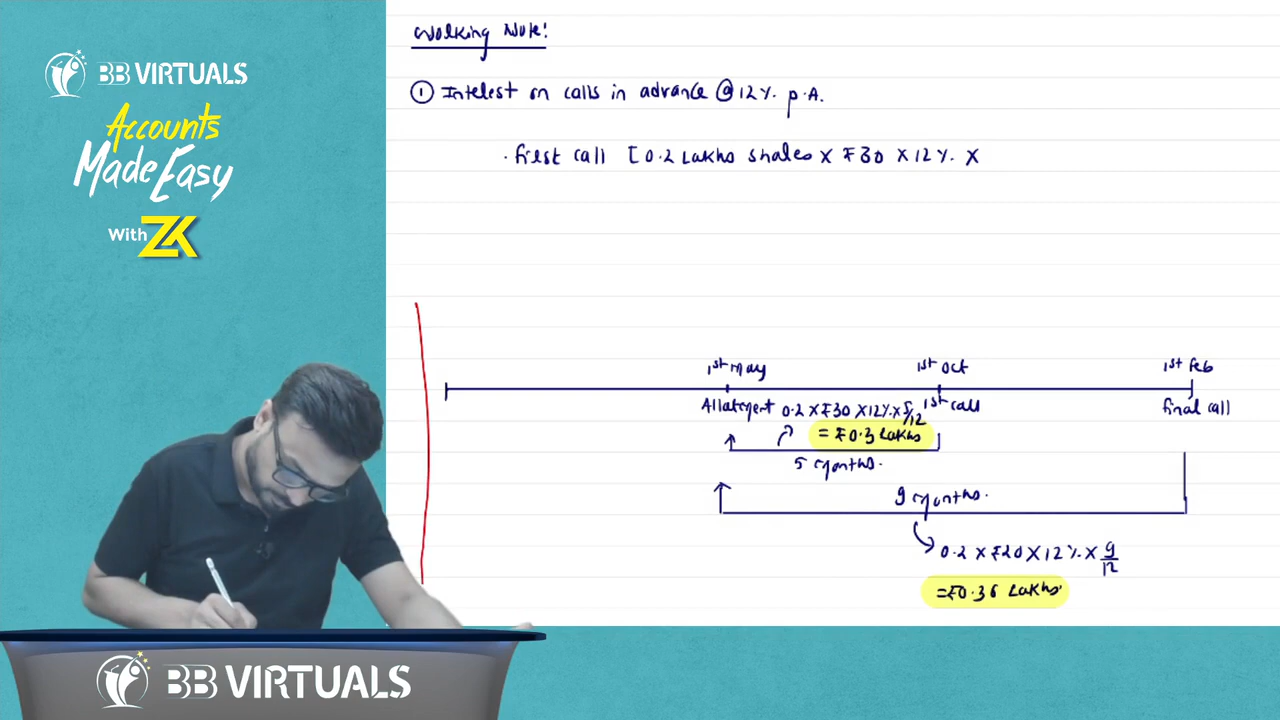 BB VIRTUALS
Accounts
Made Easy
With ZK
Working Note:
① Interest on calls in advance @ 12% p.A.
· First call [0.2 Lakhs shares x ₹30 x 12% x
1st May
1st Oct
1st Feb
Allotment
1st call
final call
0.2 x ₹30 x 12% x 5/12
= ₹0.3 Lakhs
5 months.
9 months.
0.2 x ₹20 x 12% x 9/12
= ₹0.36 Lakhs.
BB VIRTUALS